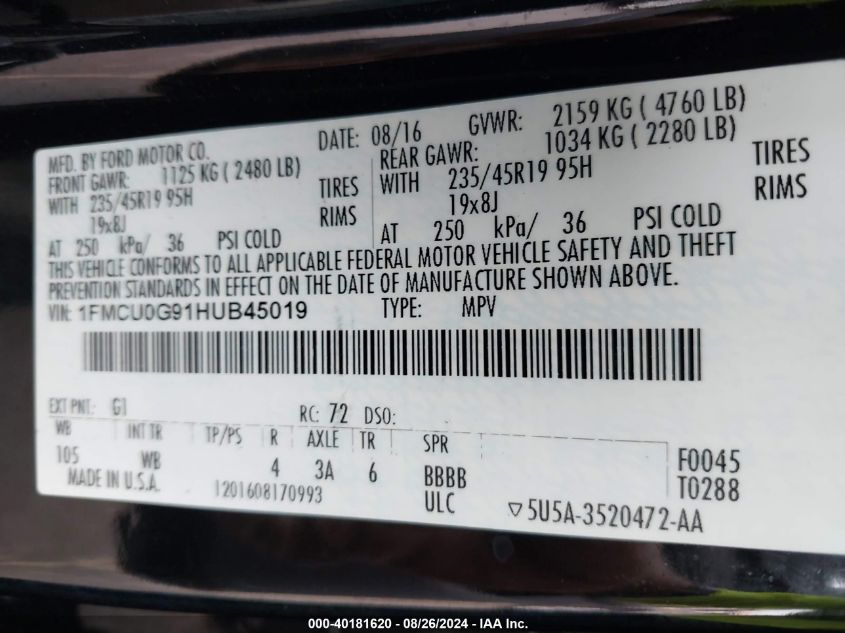 MFD. BY FORD MOTOR CO. DATE: 08/16 GVWR: 2159 KG ( 4760 LB)
FRONT GAWR: 1125 KG ( 2480 LB) REAR GAWR: 1034 KG ( 2280 LB)
WITH 235/45R19 95H TIRES WITH 235/45R19 95H TIRES
19x8J RIMS 19x8J RIMS
AT 250 kPa/ 36 PSI COLD AT 250 kPa/ 36 PSI COLD
THIS VEHICLE CONFORMS TO ALL APPLICABLE FEDERAL MOTOR VEHICLE SAFETY AND THEFT
PREVENTION STANDARDS IN EFFECT ON THE DATE OF MANUFACTURE SHOWN ABOVE.
VIN: 1FMCU0G91HUB45019 TYPE: MPV
EXT PNT: G1 RC: 72 DSO:
WB INT TR TP/PS R AXLE TR SPR
105 WB 4 3A 6 BBBB F0045
MADE IN U.S.A. 1201608170993 ULC T0288
5U5A-3520472-AA
000-40181620 - 08/26/2024 - IAA Inc.